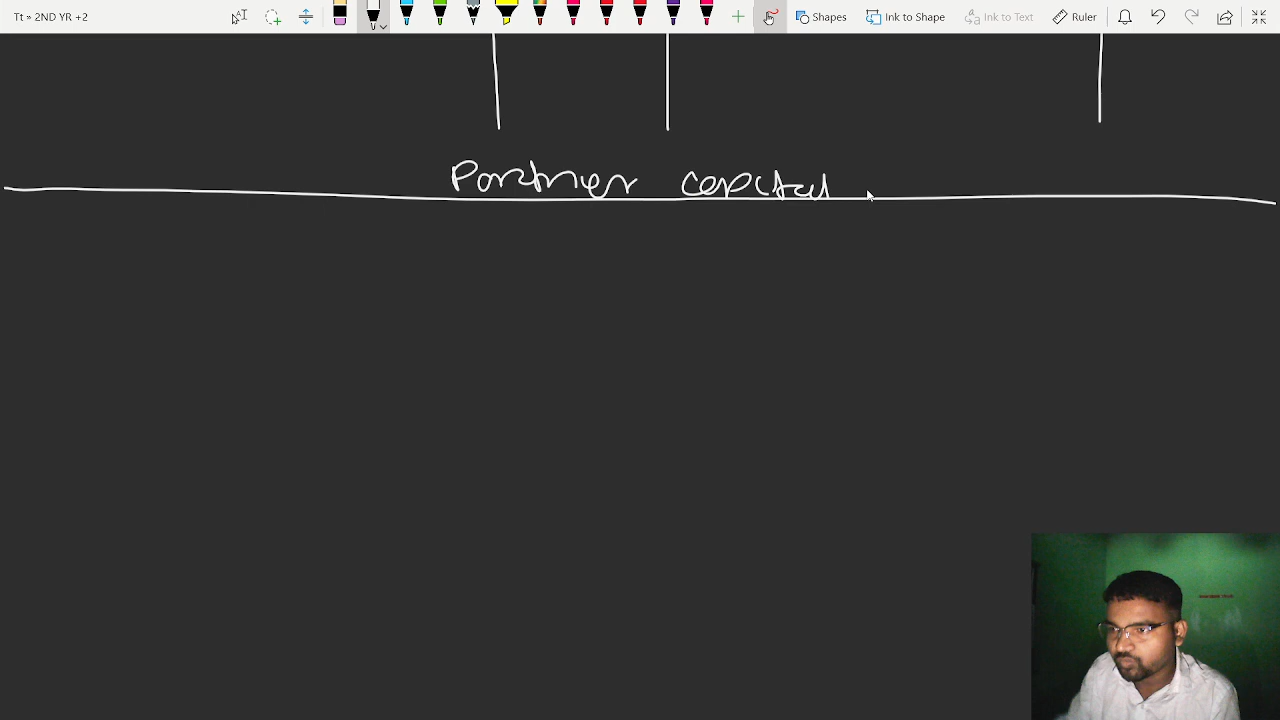 Tt » 2ND YR +2
Shapes
Ink to Shape
Ink to Text
Ruler
Partner capital